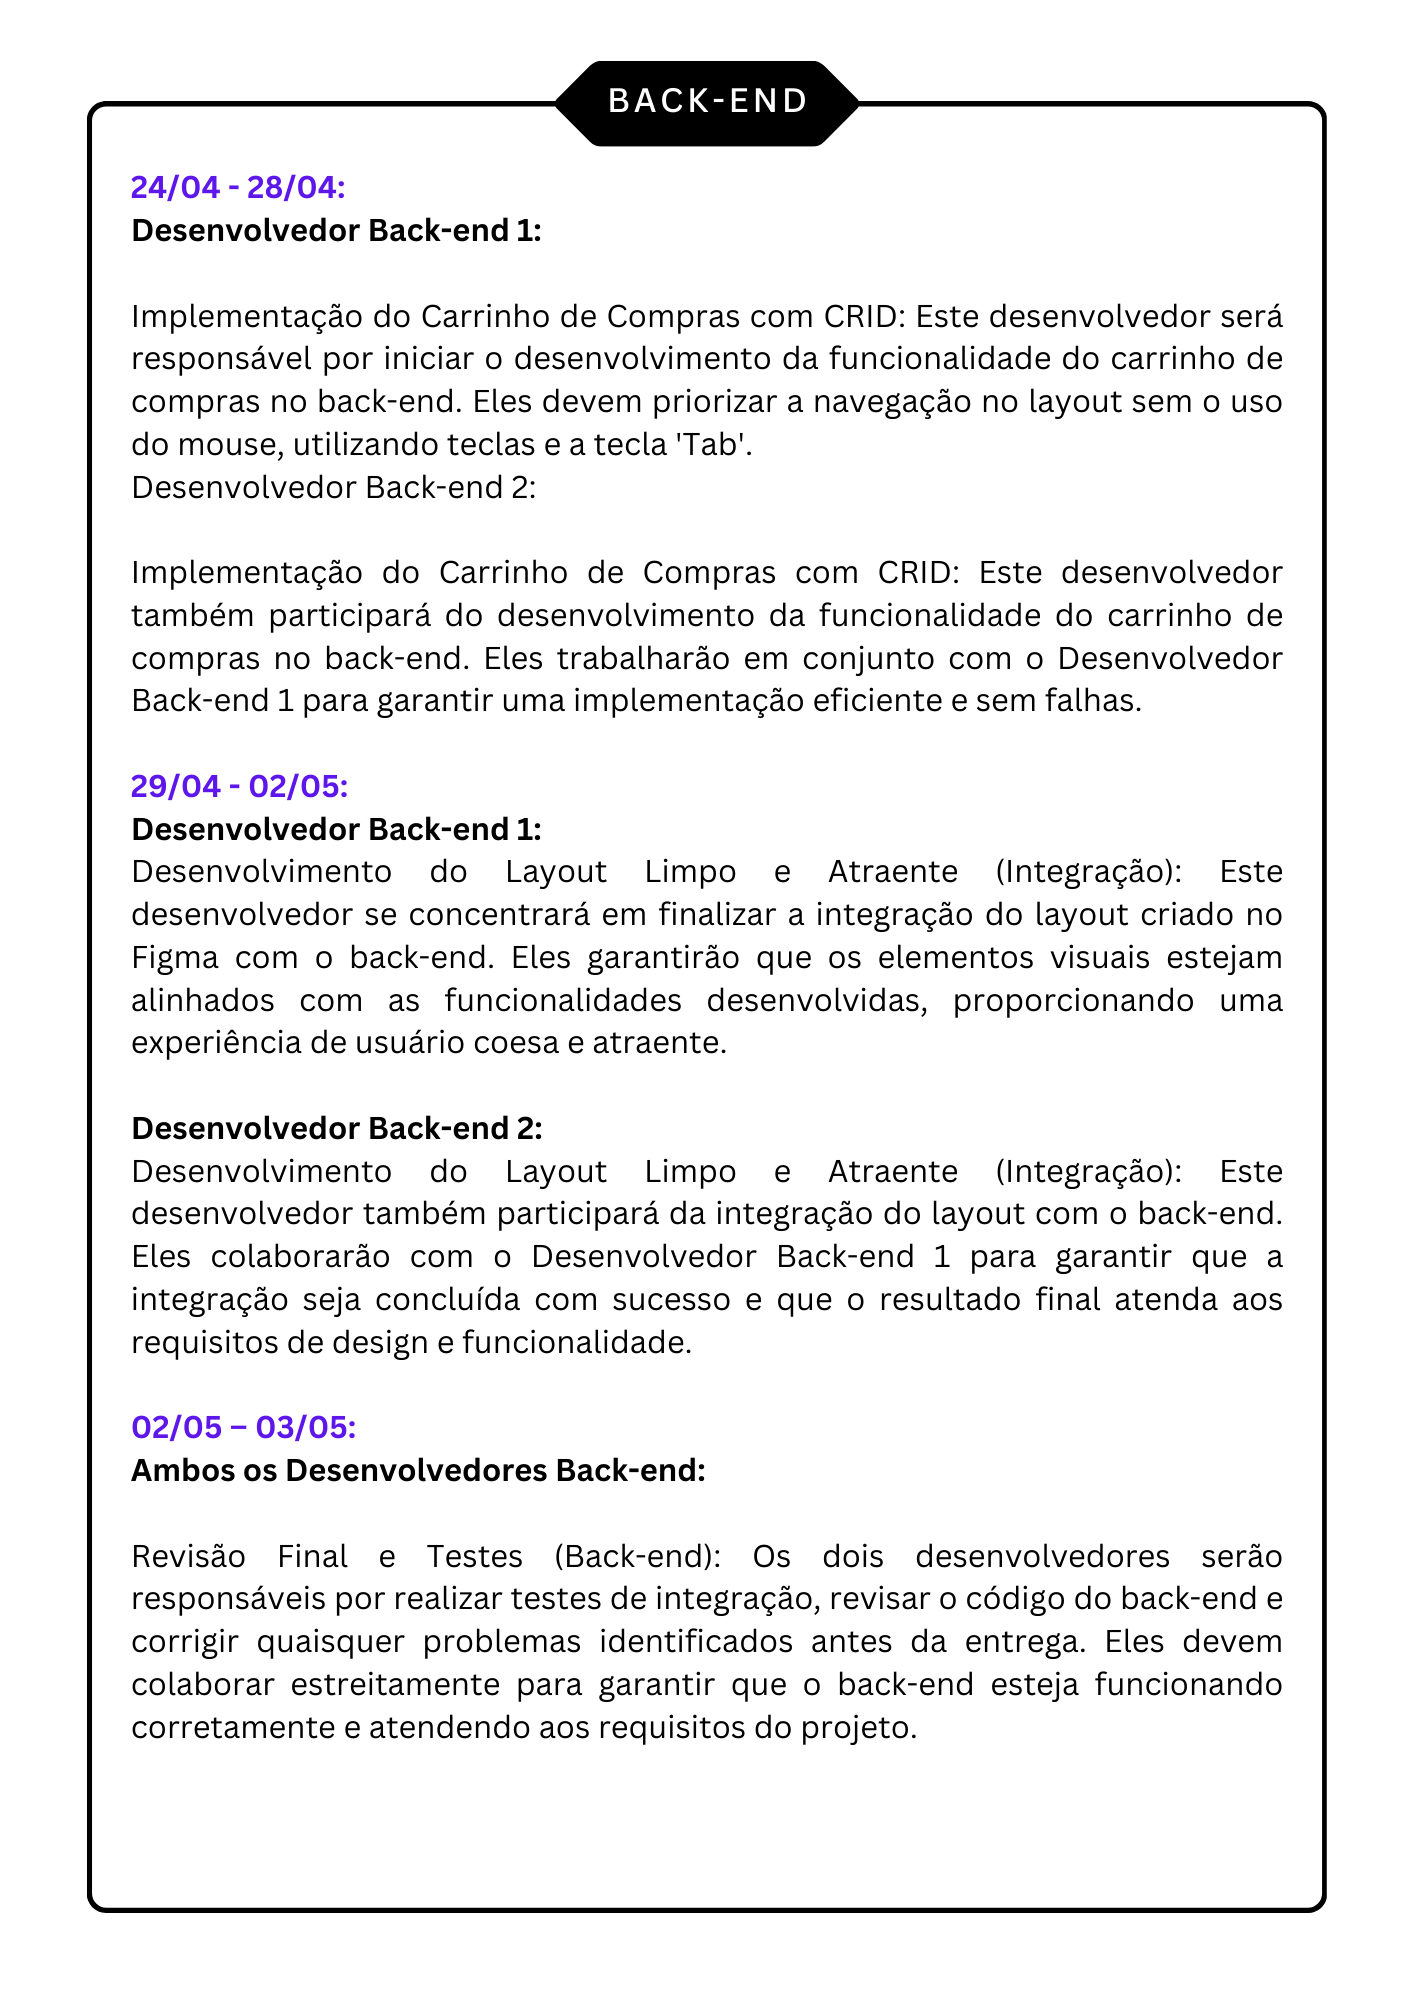 BACK-END
24/04 - 28/04:
Desenvolvedor Back-end 1:
Implementação do Carrinho de Compras com CRID: Este desenvolvedor será
responsável por iniciar o desenvolvimento da funcionalidade do carrinho de
compras no back-end. Eles devem priorizar a navegação no layout sem o uso
do mouse, utilizando teclas e a tecla 'Tab'.
Desenvolvedor Back-end 2:
Implementação do Carrinho de Compras com CRID: Este desenvolvedor
também participará do desenvolvimento da funcionalidade do carrinho de
compras no back-end. Eles trabalharão em conjunto com o Desenvolvedor
Back-end 1 para garantir uma implementação eficiente e sem falhas.
29/04 - 02/05:
Desenvolvedor Back-end 1:
Desenvolvimento do Layout Limpo e Atraente (Integração): Este
desenvolvedor se concentrará em finalizar a integração do layout criado no
Figma com o back-end. Eles garantirão que os elementos visuais estejam
alinhados com as funcionalidades desenvolvidas, proporcionando uma
experiência de usuário coesa e atraente.
Desenvolvedor Back-end 2:
Desenvolvimento do Layout Limpo e Atraente (Integração): Este
desenvolvedor também participará da integração do layout com o back-end.
Eles colaborarão com o Desenvolvedor Back-end 1 para garantir que a
integração seja concluída com sucesso e que o resultado final atenda aos
requisitos de design e funcionalidade.
02/05 – 03/05:
Ambos os Desenvolvedores Back-end:
Revisão Final e Testes (Back-end): Os dois desenvolvedores serão
responsáveis por realizar testes de integração, revisar o código do back-end e
corrigir quaisquer problemas identificados antes da entrega. Eles devem
colaborar estreitamente para garantir que o back-end esteja funcionando
corretamente e atendendo aos requisitos do projeto.